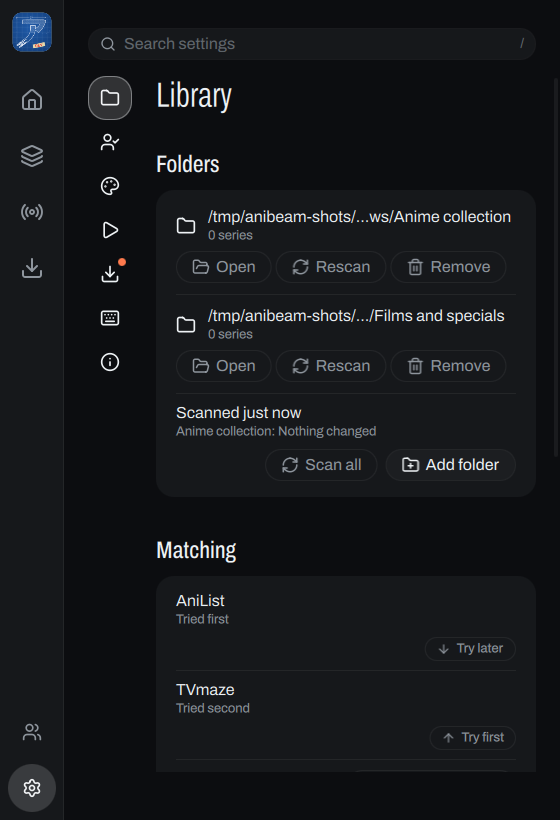 Search settings /
Library
Folders
/tmp/anibeam-shots/...ws/Anime collection
0 series
Open Rescan Remove
/tmp/anibeam-shots/.../Films and specials
0 series
Open Rescan Remove
Scanned just now
Anime collection: Nothing changed
Scan all Add folder
Matching
AniList
Tried first
Try later
TVmaze
Tried second
Try first